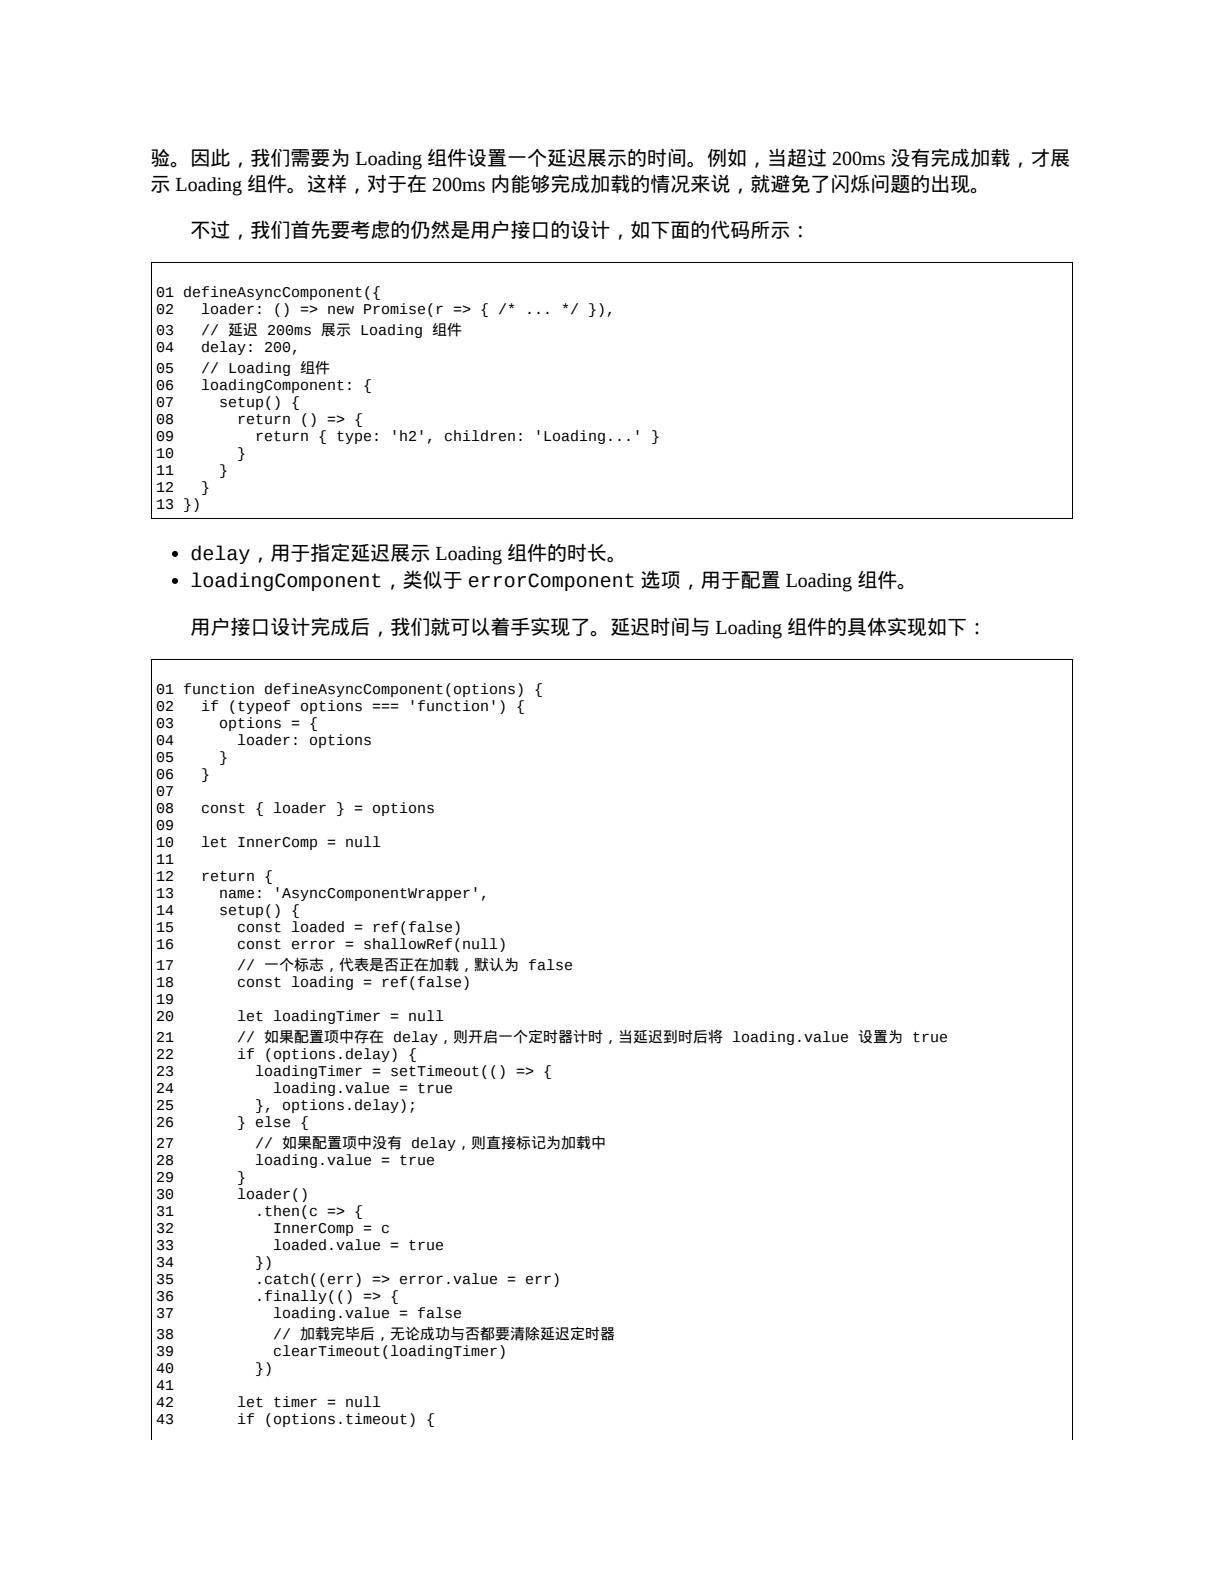 验。因此，我们需要为 Loading 组件设置一个延迟展示的时间。例如，当超过 200ms 没有完成加载，才展
示 Loading 组件。这样，对于在 200ms 内能够完成加载的情况来说，就避免了闪烁问题的出现。
不过，我们首先要考虑的仍然是用户接口的设计，如下面的代码所示：
01 defineAsyncComponent({
02   loader: () => new Promise(r => { /* ... */ }),
03   // 延迟 200ms 展示 Loading 组件
04   delay: 200,
05   // Loading 组件
06   loadingComponent: {
07     setup() {
08       return () => {
09         return { type: 'h2', children: 'Loading...' }
10       }
11     }
12   }
13 })
• delay，用于指定延迟展示 Loading 组件的时长。
• loadingComponent，类似于 errorComponent 选项，用于配置 Loading 组件。
用户接口设计完成后，我们就可以着手实现了。延迟时间与 Loading 组件的具体实现如下：
01 function defineAsyncComponent(options) {
02   if (typeof options === 'function') {
03     options = {
04       loader: options
05     }
06   }
07
08   const { loader } = options
09
10   let InnerComp = null
11
12   return {
13     name: 'AsyncComponentWrapper',
14     setup() {
15       const loaded = ref(false)
16       const error = shallowRef(null)
17       // 一个标志，代表是否正在加载，默认为 false
18       const loading = ref(false)
19
20       let loadingTimer = null
21       // 如果配置项中存在 delay，则开启一个定时器计时，当延迟到时后将 loading.value 设置为 true
22       if (options.delay) {
23         loadingTimer = setTimeout(() => {
24           loading.value = true
25         }, options.delay);
26       } else {
27         // 如果配置项中没有 delay，则直接标记为加载中
28         loading.value = true
29       }
30       loader()
31         .then(c => {
32           InnerComp = c
33           loaded.value = true
34         })
35         .catch((err) => error.value = err)
36         .finally(() => {
37           loading.value = false
38           // 加载完毕后，无论成功与否都要清除延迟定时器
39           clearTimeout(loadingTimer)
40         })
41
42       let timer = null
43       if (options.timeout) {